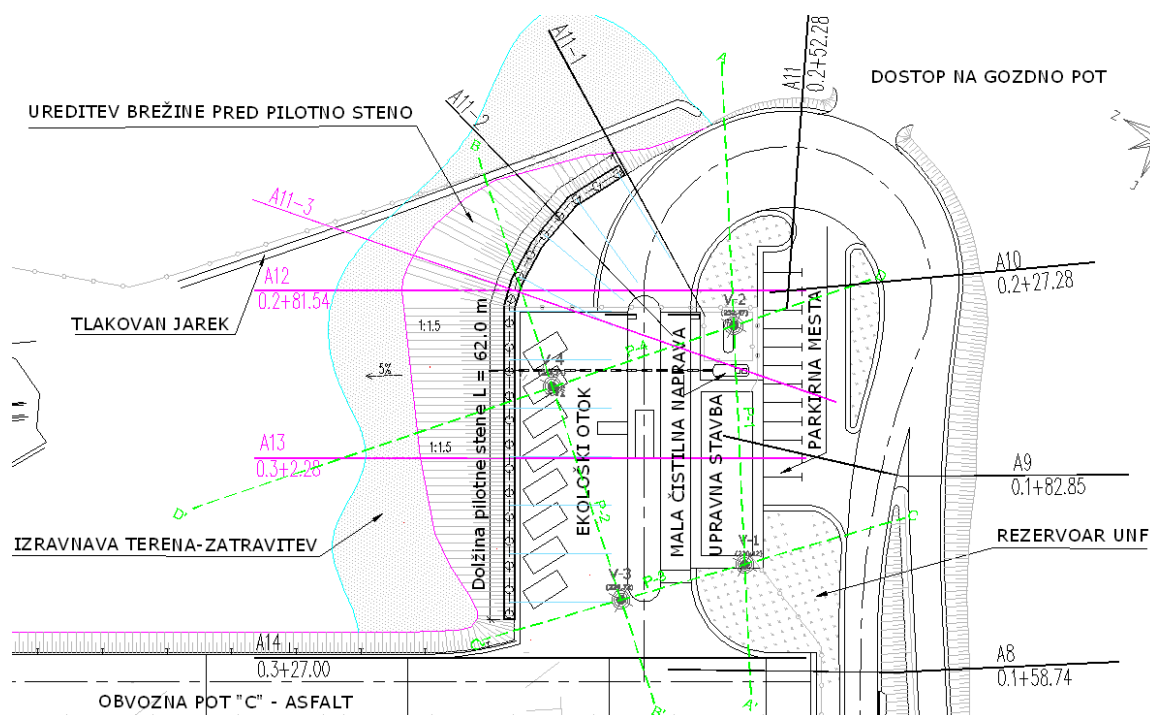 DOSTOP NA GOZDNO POT
UREDITEV BREŽINE PRED PILOTNO STENO
A11-1
A11-2
A
A11
0.2+52.28
Z
J
B
A11-3
A12
0.2+81.54
A10
0.2+27.28
D
V-2
TLAKOVAN JAREK
1:1.5
5%
P-4
V-4
P-1
Dolžina pilotne stene L = 62.0 m
EKOLOŠKI OTOK
MALA ČISTILNA NAPRAVA
UPRAVNA STAVBA
PARKIRNA MESTA
A13
0.3+2.28
1:1.5
A9
0.1+82.85
D'
P-2
C'
IZRAVNAVA TERENA-ZATRAVITEV
REZERVOAR UNF
V-1
V-3
P-3
C
A14
0.3+27.00
A8
0.1+58.74
OBVOZNA POT "C" - ASFALT
B'
A'